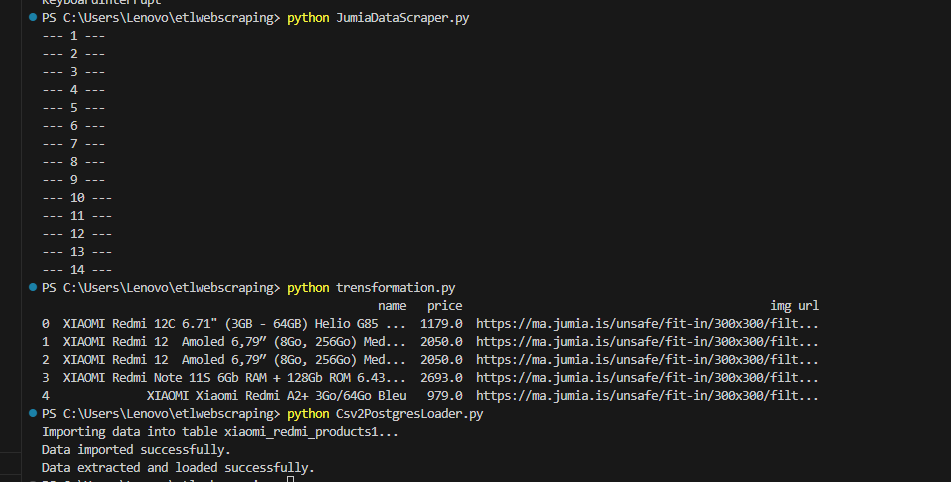 KeyboardInterrupt
PS C:\Users\Lenovo\etlwebscraping> python JumiaDataScraper.py
--- 1 ---
--- 2 ---
--- 3 ---
--- 4 ---
--- 5 ---
--- 6 ---
--- 7 ---
--- 8 ---
--- 9 ---
--- 10 ---
--- 11 ---
--- 12 ---
--- 13 ---
--- 14 ---
PS C:\Users\Lenovo\etlwebscraping> python trensformation.py
name price img url
0 XIAOMI Redmi 12C 6.71" (3GB - 64GB) Helio G85 ... 1179.0 https://ma.jumia.is/unsafe/fit-in/300x300/filt...
1 XIAOMI Redmi 12 Amoled 6,79” (8Go, 256Go) Med... 2050.0 https://ma.jumia.is/unsafe/fit-in/300x300/filt...
2 XIAOMI Redmi 12 Amoled 6,79” (8Go, 256Go) Med... 2050.0 https://ma.jumia.is/unsafe/fit-in/300x300/filt...
3 XIAOMI Redmi Note 11S 6Gb RAM + 128Gb ROM 6.43... 2693.0 https://ma.jumia.is/unsafe/fit-in/300x300/filt...
4 XIAOMI Xiaomi Redmi A2+ 3Go/64Go Bleu 979.0 https://ma.jumia.is/unsafe/fit-in/300x300/filt...
PS C:\Users\Lenovo\etlwebscraping> python Csv2PostgresLoader.py
Importing data into table xiaomi_redmi_products1...
Data imported successfully.
Data extracted and loaded successfully.